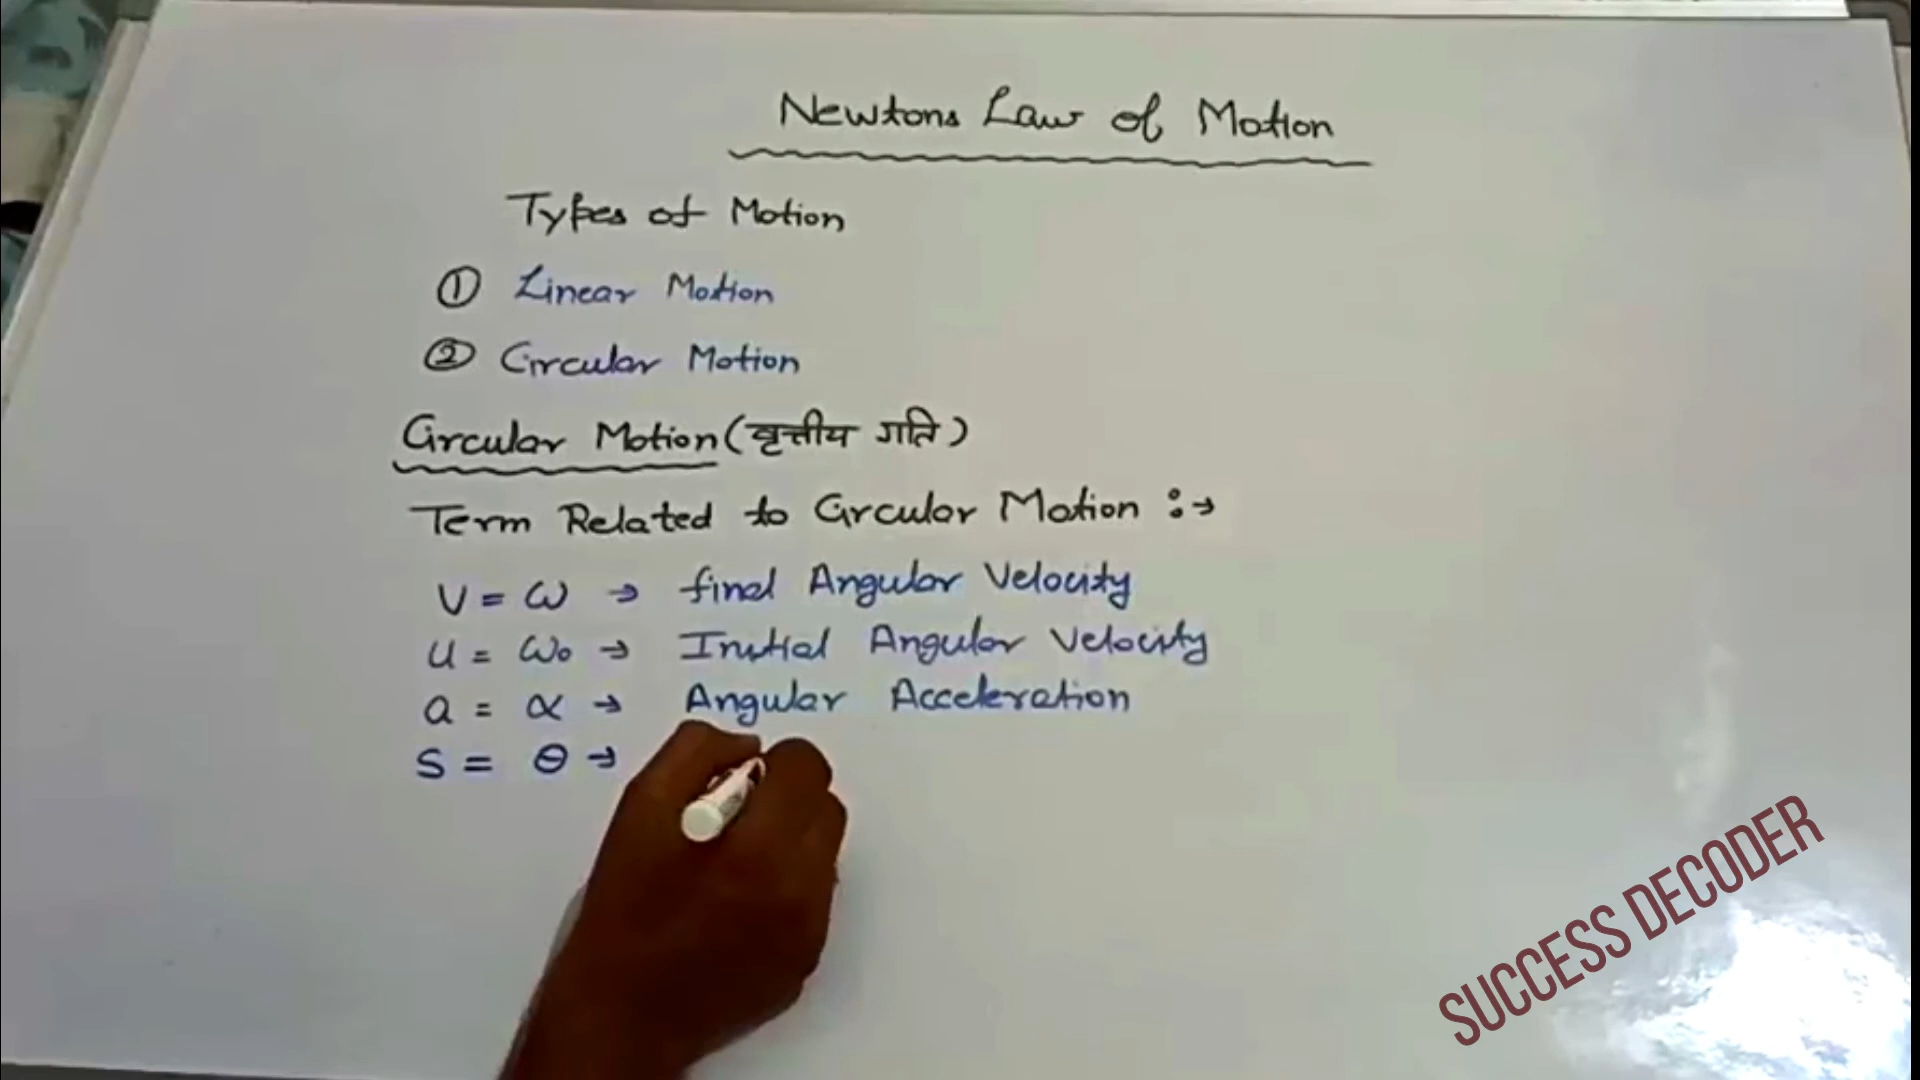 Newtons Law of Motion
Types of Motion
① Linear Motion
② Circular Motion
Circular Motion (वृत्तीय गति)
Term Related to Circular Motion :→
V = ω → final Angular Velocity
u = ω₀ → Initial Angular Velocity
a = α → Angular Acceleration
S = θ →
SUCCESS DECODER